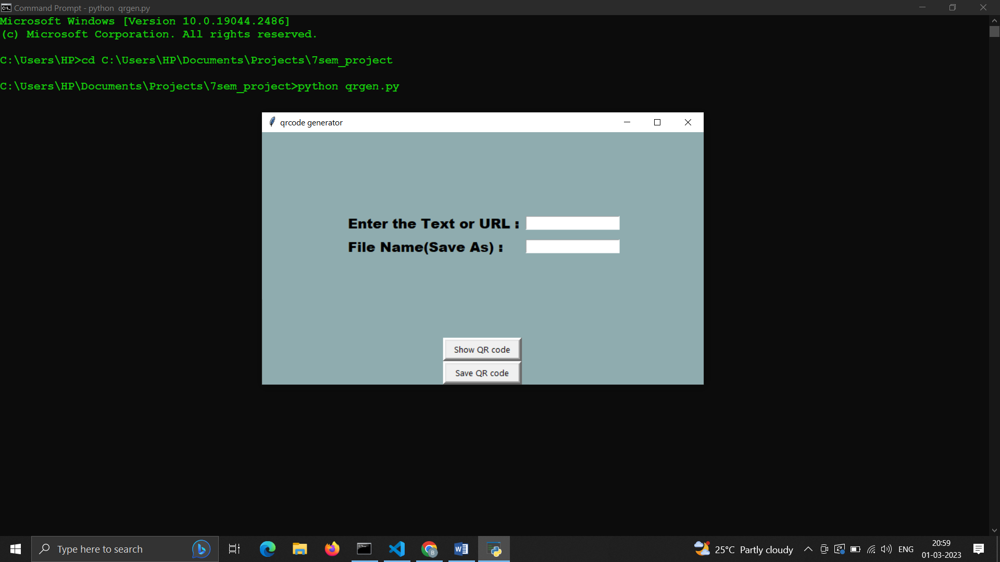 Command Prompt - python  qrgen.py
Microsoft Windows [Version 10.0.19044.2486]
(c) Microsoft Corporation. All rights reserved.
C:\Users\HP>cd C:\Users\HP\Documents\Projects\7sem_project
C:\Users\HP\Documents\Projects\7sem_project>python qrgen.py
qrcode generator
Enter the Text or URL :
File Name(Save As) :
Show QR code
Save QR code
Type here to search
25°C Partly cloudy
ENG
20:59
01-03-2023